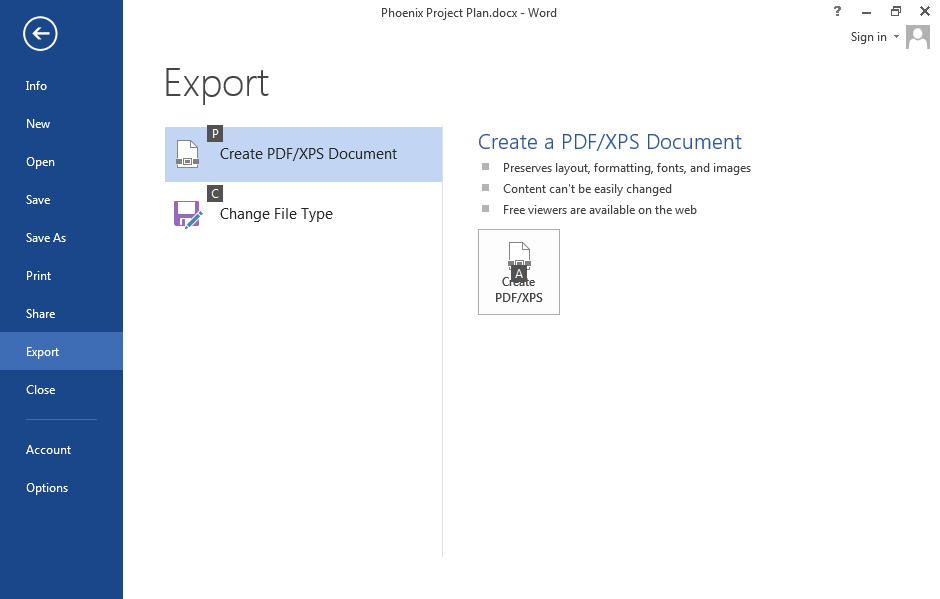 Phoenix Project Plan.docx - Word
?
Sign in
Info
New
Open
Save
Save As
Print
Share
Export
Close
Account
Options
Export
P
Create PDF/XPS Document
C
Change File Type
Create a PDF/XPS Document
Preserves layout, formatting, fonts, and images
Content can't be easily changed
Free viewers are available on the web
A
Create
PDF/XPS